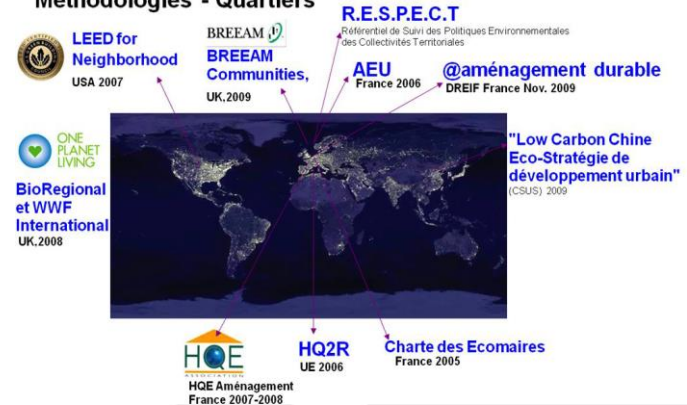 Méthodologies - Quartiers
LEED for
Neighborhood
USA 2007
BREEAM
BREEAM
Communities,
UK,2009
R.E.S.P.E.C.T
Référentiel de Suivi des Politiques Environnementales
des Collectivités Territoriales
AEU
France 2006
@aménagement durable
DREIF France Nov. 2009
ONE
PLANET
LIVING
BioRegional
et WWF
International
UK,2008
"Low Carbon Chine
Eco-Stratégie de
développement urbain"
(CSUS) 2009
HQE
ASSOCIATION
HQE Aménagement
France 2007-2008
HQ2R
UE 2006
Charte des Ecomaires
France 2005